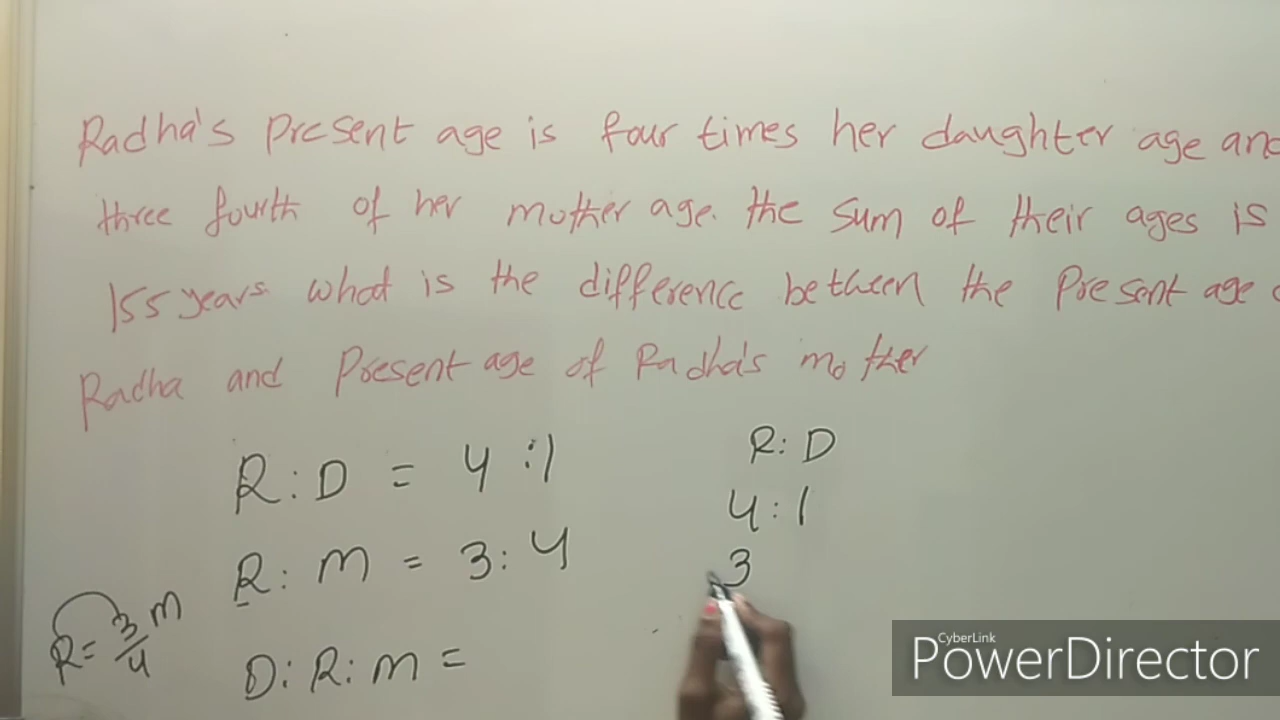 Radha's Present age is four times her daughter age and
three fourth of her mother age. the sum of their ages is
155 years what is the difference between the Present age
Radha and Present age of Radha's mother
R : D = 4 : 1
R : D
4 : 1
R : M = 3 : 4
3
R = 3/4 M
D : R : M =
CyberLink
PowerDirector